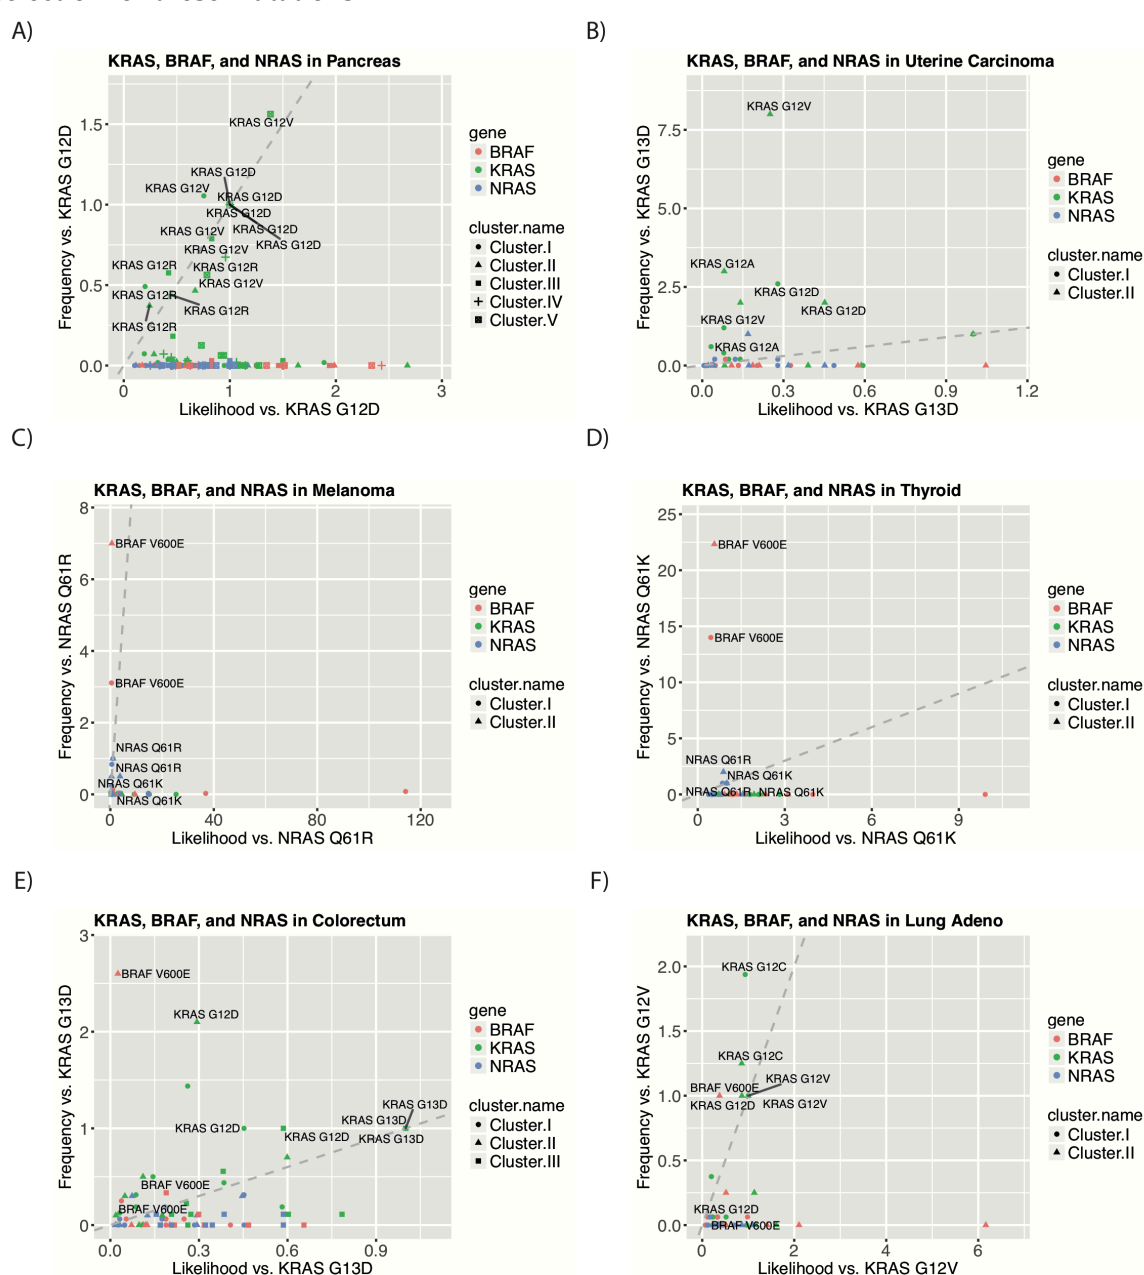 A)
KRAS, BRAF, and NRAS in Pancreas
Frequency vs. KRAS G12D
1.5
1.0
0.5
0.0
KRAS G12V
KRAS G12D
KRAS G12V
KRAS G12D
KRAS G12D
KRAS G12V
KRAS G12D
KRAS G12V
KRAS G12D
KRAS G12R
KRAS G12R
KRAS G12V
KRAS G12R
KRAS G12R
KRAS G12R
0
1
2
3
Likelihood vs. KRAS G12D
gene
BRAF
KRAS
NRAS
cluster.name
Cluster.I
Cluster.II
Cluster.III
Cluster.IV
Cluster.V
B)
KRAS, BRAF, and NRAS in Uterine Carcinoma
Frequency vs. KRAS G13D
7.5
5.0
2.5
0.0
KRAS G12V
KRAS G12A
KRAS G12D
KRAS G12D
KRAS G12V
KRAS G12A
0.0
0.3
0.6
0.9
1.2
Likelihood vs. KRAS G13D
gene
BRAF
KRAS
NRAS
cluster.name
Cluster.I
Cluster.II
C)
KRAS, BRAF, and NRAS in Melanoma
Frequency vs. NRAS Q61R
8
6
4
2
0
BRAF V600E
BRAF V600E
NRAS Q61R
NRAS Q61R
NRAS Q61K
NRAS Q61K
0
40
80
120
Likelihood vs. NRAS Q61R
gene
BRAF
KRAS
NRAS
cluster.name
Cluster.I
Cluster.II
D)
KRAS, BRAF, and NRAS in Thyroid
Frequency vs. NRAS Q61K
25
20
15
10
5
0
BRAF V600E
BRAF V600E
NRAS Q61R
NRAS Q61K
NRAS Q61R
NRAS Q61K
0
3
6
9
Likelihood vs. NRAS Q61K
gene
BRAF
KRAS
NRAS
cluster.name
Cluster.I
Cluster.II
E)
KRAS, BRAF, and NRAS in Colorectum
Frequency vs. KRAS G13D
3
2
1
0
BRAF V600E
KRAS G12D
KRAS G13D
KRAS G13D
KRAS G12D
KRAS G12D
KRAS G13D
BRAF V600E
BRAF V600E
0.0
0.3
0.6
0.9
Likelihood vs. KRAS G13D
gene
BRAF
KRAS
NRAS
cluster.name
Cluster.I
Cluster.II
Cluster.III
F)
KRAS, BRAF, and NRAS in Lung Adeno
Frequency vs. KRAS G12V
2.0
1.5
1.0
0.5
0.0
KRAS G12C
KRAS G12C
KRAS G12V
BRAF V600E
KRAS G12D
KRAS G12V
KRAS G12D
BRAF V600E
0
2
4
6
Likelihood vs. KRAS G12V
gene
BRAF
KRAS
NRAS
cluster.name
Cluster.I
Cluster.II